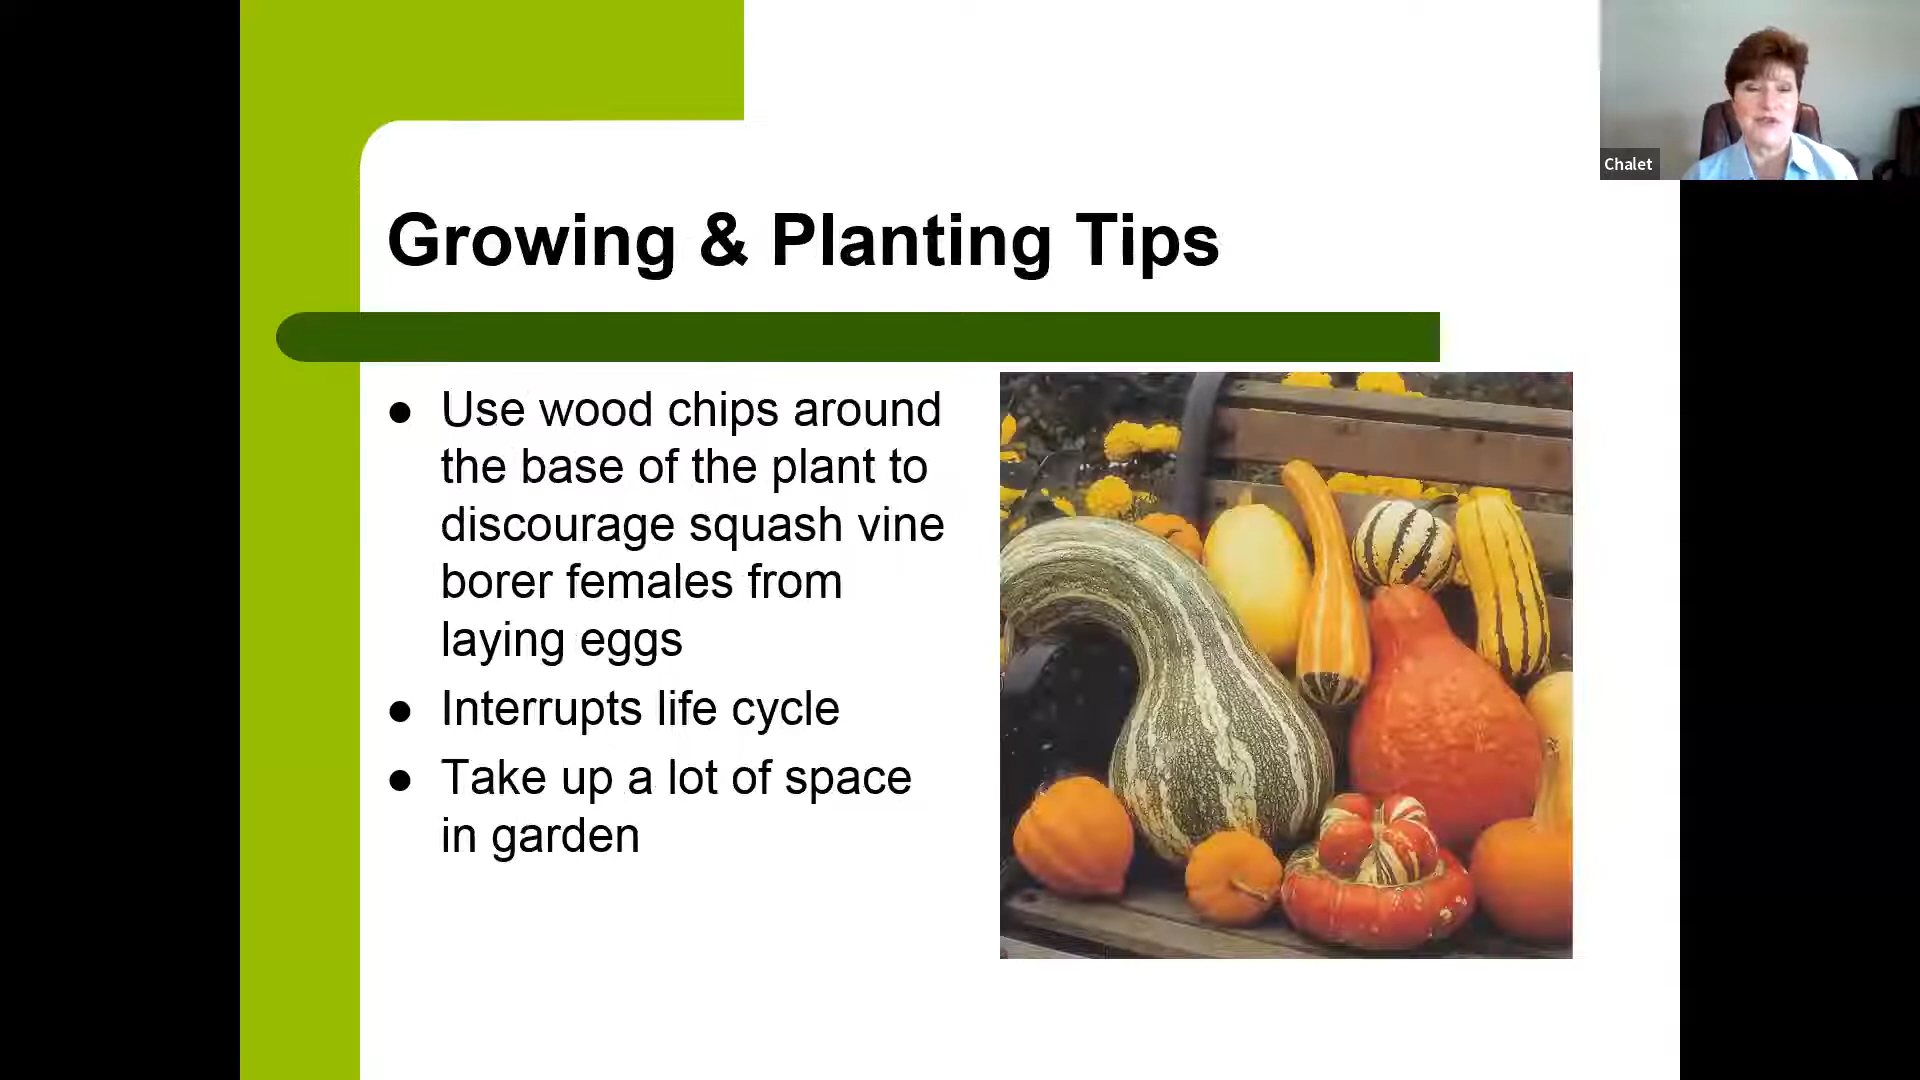 Chalet
Growing & Planting Tips
● Use wood chips around
the base of the plant to
discourage squash vine
borer females from
laying eggs
● Interrupts life cycle
● Take up a lot of space
in garden